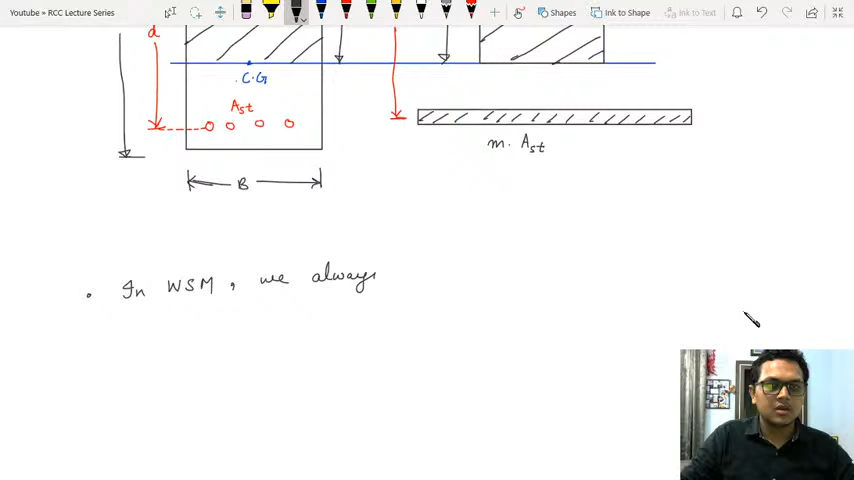 Youtube » RCC Lecture Series
Shapes
Ink to Shape
Ink to Text
d
. C.G
Ast
m. Ast
B
• In WSM, we always